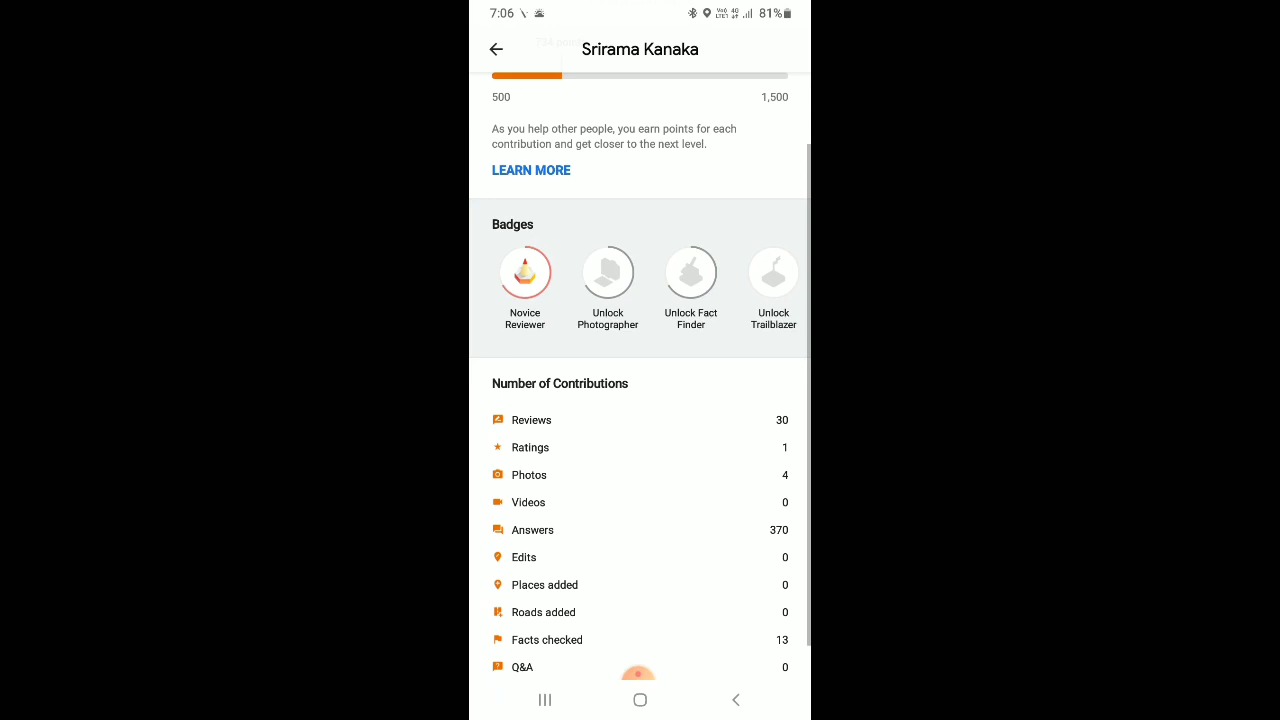 7:06 81%
Srirama Kanaka
500 1,500
As you help other people, you earn points for each
contribution and get closer to the next level.
LEARN MORE
Badges
Novice
Reviewer
Unlock
Photographer
Unlock Fact
Finder
Unlock
Trailblazer
Number of Contributions
Reviews 30
Ratings 1
Photos 4
Videos 0
Answers 370
Edits 0
Places added 0
Roads added 0
Facts checked 13
Q&A 0